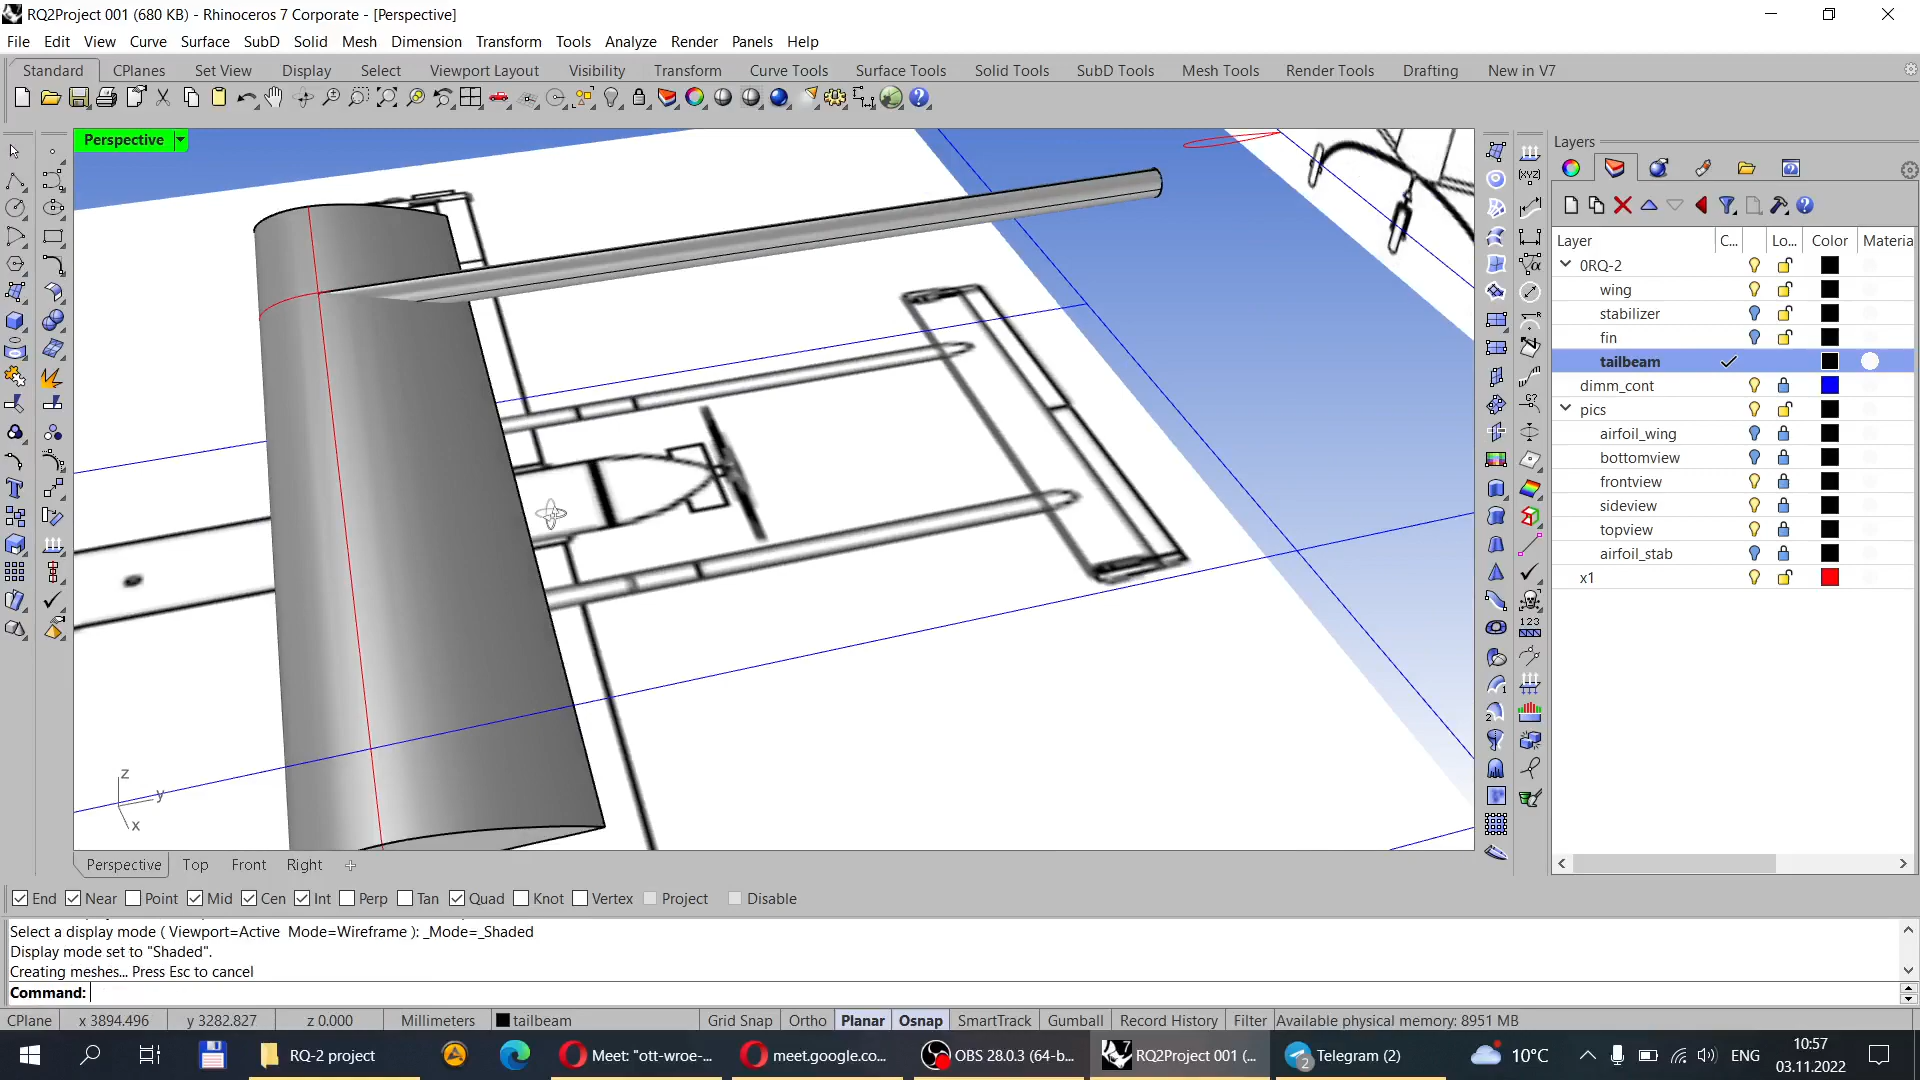 RQ2Project 001 (680 KB) - Rhinoceros 7 Corporate - [Perspective]
File Edit View Curve Surface SubD Solid Mesh Dimension Transform Tools Analyze Render Panels Help
Standard CPlanes Set View Display Select Viewport Layout Visibility Transform Curve Tools Surface Tools Solid Tools SubD Tools Mesh Tools Render Tools Drafting New in V7
Perspective
Layers
Layer C... Lo... Color Materia
0RQ-2
wing
stabilizer
fin
tailbeam
dimm_cont
pics
airfoil_wing
bottomview
frontview
sideview
topview
airfoil_stab
x1
z
y
x
Perspective Top Front Right
End Near Point Mid Cen Int Perp Tan Quad Knot Vertex Project Disable
Select a display mode ( Viewport=Active Mode=Wireframe ): _Mode=_Shaded
Display mode set to "Shaded".
Creating meshes... Press Esc to cancel
Command:
CPlane x 3894.496 y 3282.827 z 0.000 Millimeters tailbeam Grid Snap Ortho Planar Osnap SmartTrack Gumball Record History Filter Available physical memory: 8951 MB
RQ-2 project Meet: "ott-wroe-... meet.google.co... OBS 28.0.3 (64-b... RQ2Project 001 (... Telegram (2) 10°C ENG 10:57
03.11.2022